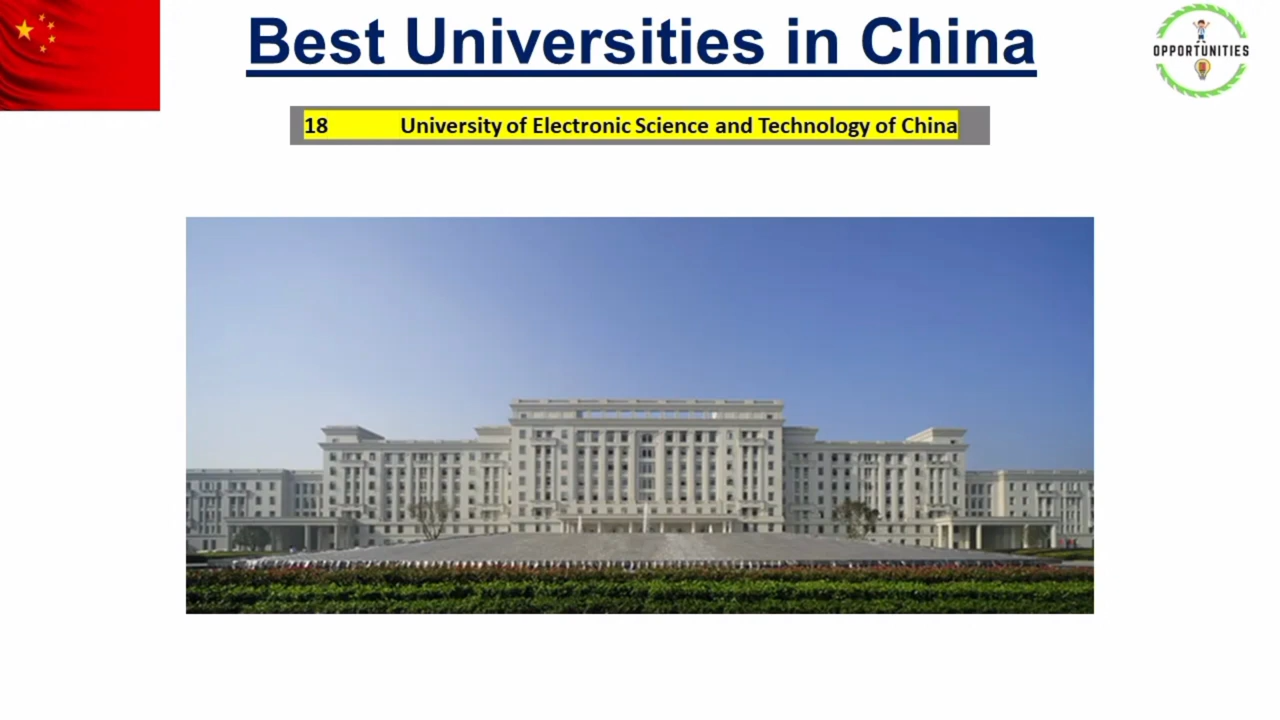 Best Universities in China
OPPORTUNITIES
18 University of Electronic Science and Technology of China